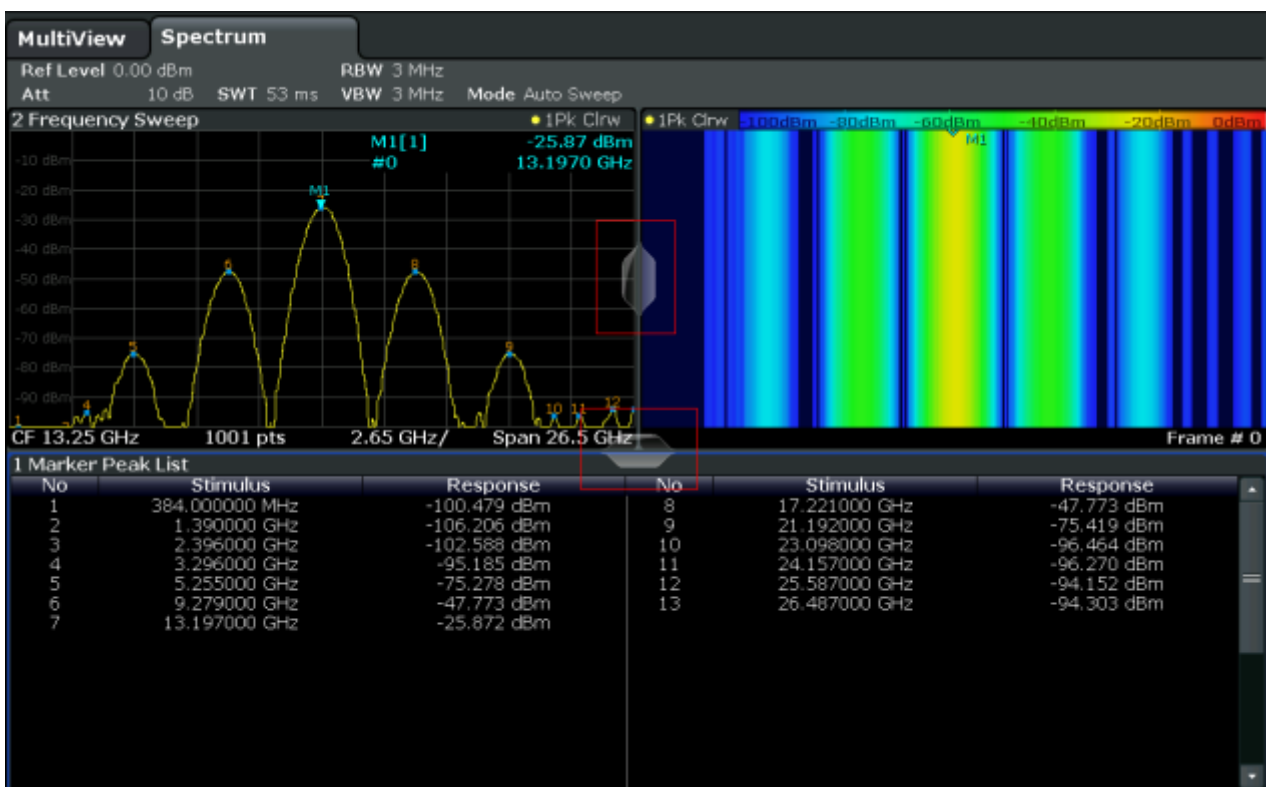 MultiView Spectrum
Ref Level 0.00 dBm RBW 3 MHz
Att 10 dB SWT 53 ms VBW 3 MHz Mode Auto Sweep
2 Frequency Sweep 1Pk Clrw
M1[1] -25.87 dBm
#0 13.1970 GHz
-10 dBm
-20 dBm
-30 dBm
-40 dBm
-50 dBm
-60 dBm
-70 dBm
-80 dBm
-90 dBm
M1
6 8
5 9
1 4 10 11 12
CF 13.25 GHz 1001 pts 2.65 GHz/ Span 26.5 GHz
1Pk Clrw -100dBm -80dBm -60dBm -40dBm -20dBm 0dBm
M1
Frame # 0
1 Marker Peak List
No Stimulus Response No Stimulus Response
1 384.000000 MHz -100.479 dBm 8 17.221000 GHz -47.773 dBm
2 1.390000 GHz -106.206 dBm 9 21.192000 GHz -75.419 dBm
3 2.396000 GHz -102.588 dBm 10 23.098000 GHz -96.464 dBm
4 3.296000 GHz -95.185 dBm 11 24.157000 GHz -96.270 dBm
5 5.255000 GHz -75.278 dBm 12 25.587000 GHz -94.152 dBm
6 9.279000 GHz -47.773 dBm 13 26.487000 GHz -94.303 dBm
7 13.197000 GHz -25.872 dBm